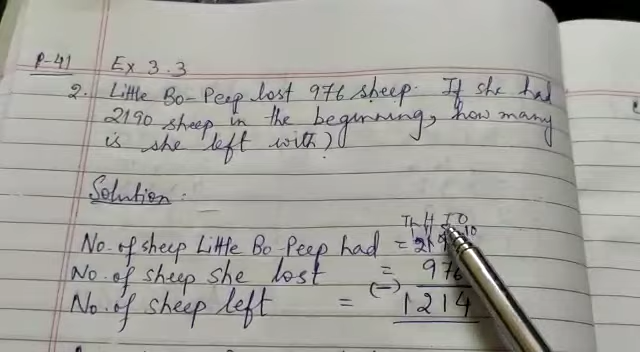 P-41 Ex 3.3
2. Little Bo-Peep lost 976 sheep. If she had
2190 sheep in the beginning, how many
is she left with?
Solution:
Th H T O
10
No. of sheep Little Bo Peep had = 21
No. of sheep she lost = 976
No. of sheep left = (-) 1214